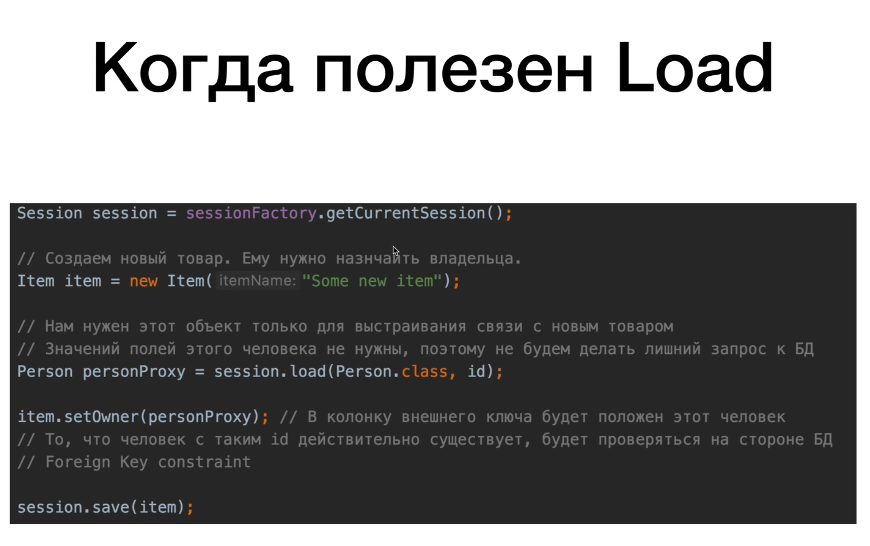 Когда полезен Load
Session session = sessionFactory.getCurrentSession();
// Создаем новый товар. Ему нужно назнчаить владельца.
Item item = new Item( itemName: "Some new item");
// Нам нужен этот объект только для выстраивания связи с новым товаром
// Значений полей этого человека не нужны, поэтому не будем делать лишний запрос к БД
Person personProxy = session.load(Person.class, id);
item.setOwner(personProxy); // В колонку внешнего ключа будет положен этот человек
// То, что человек с таким id действительно существует, будет проверяться на стороне БД
// Foreign Key constraint
session.save(item);